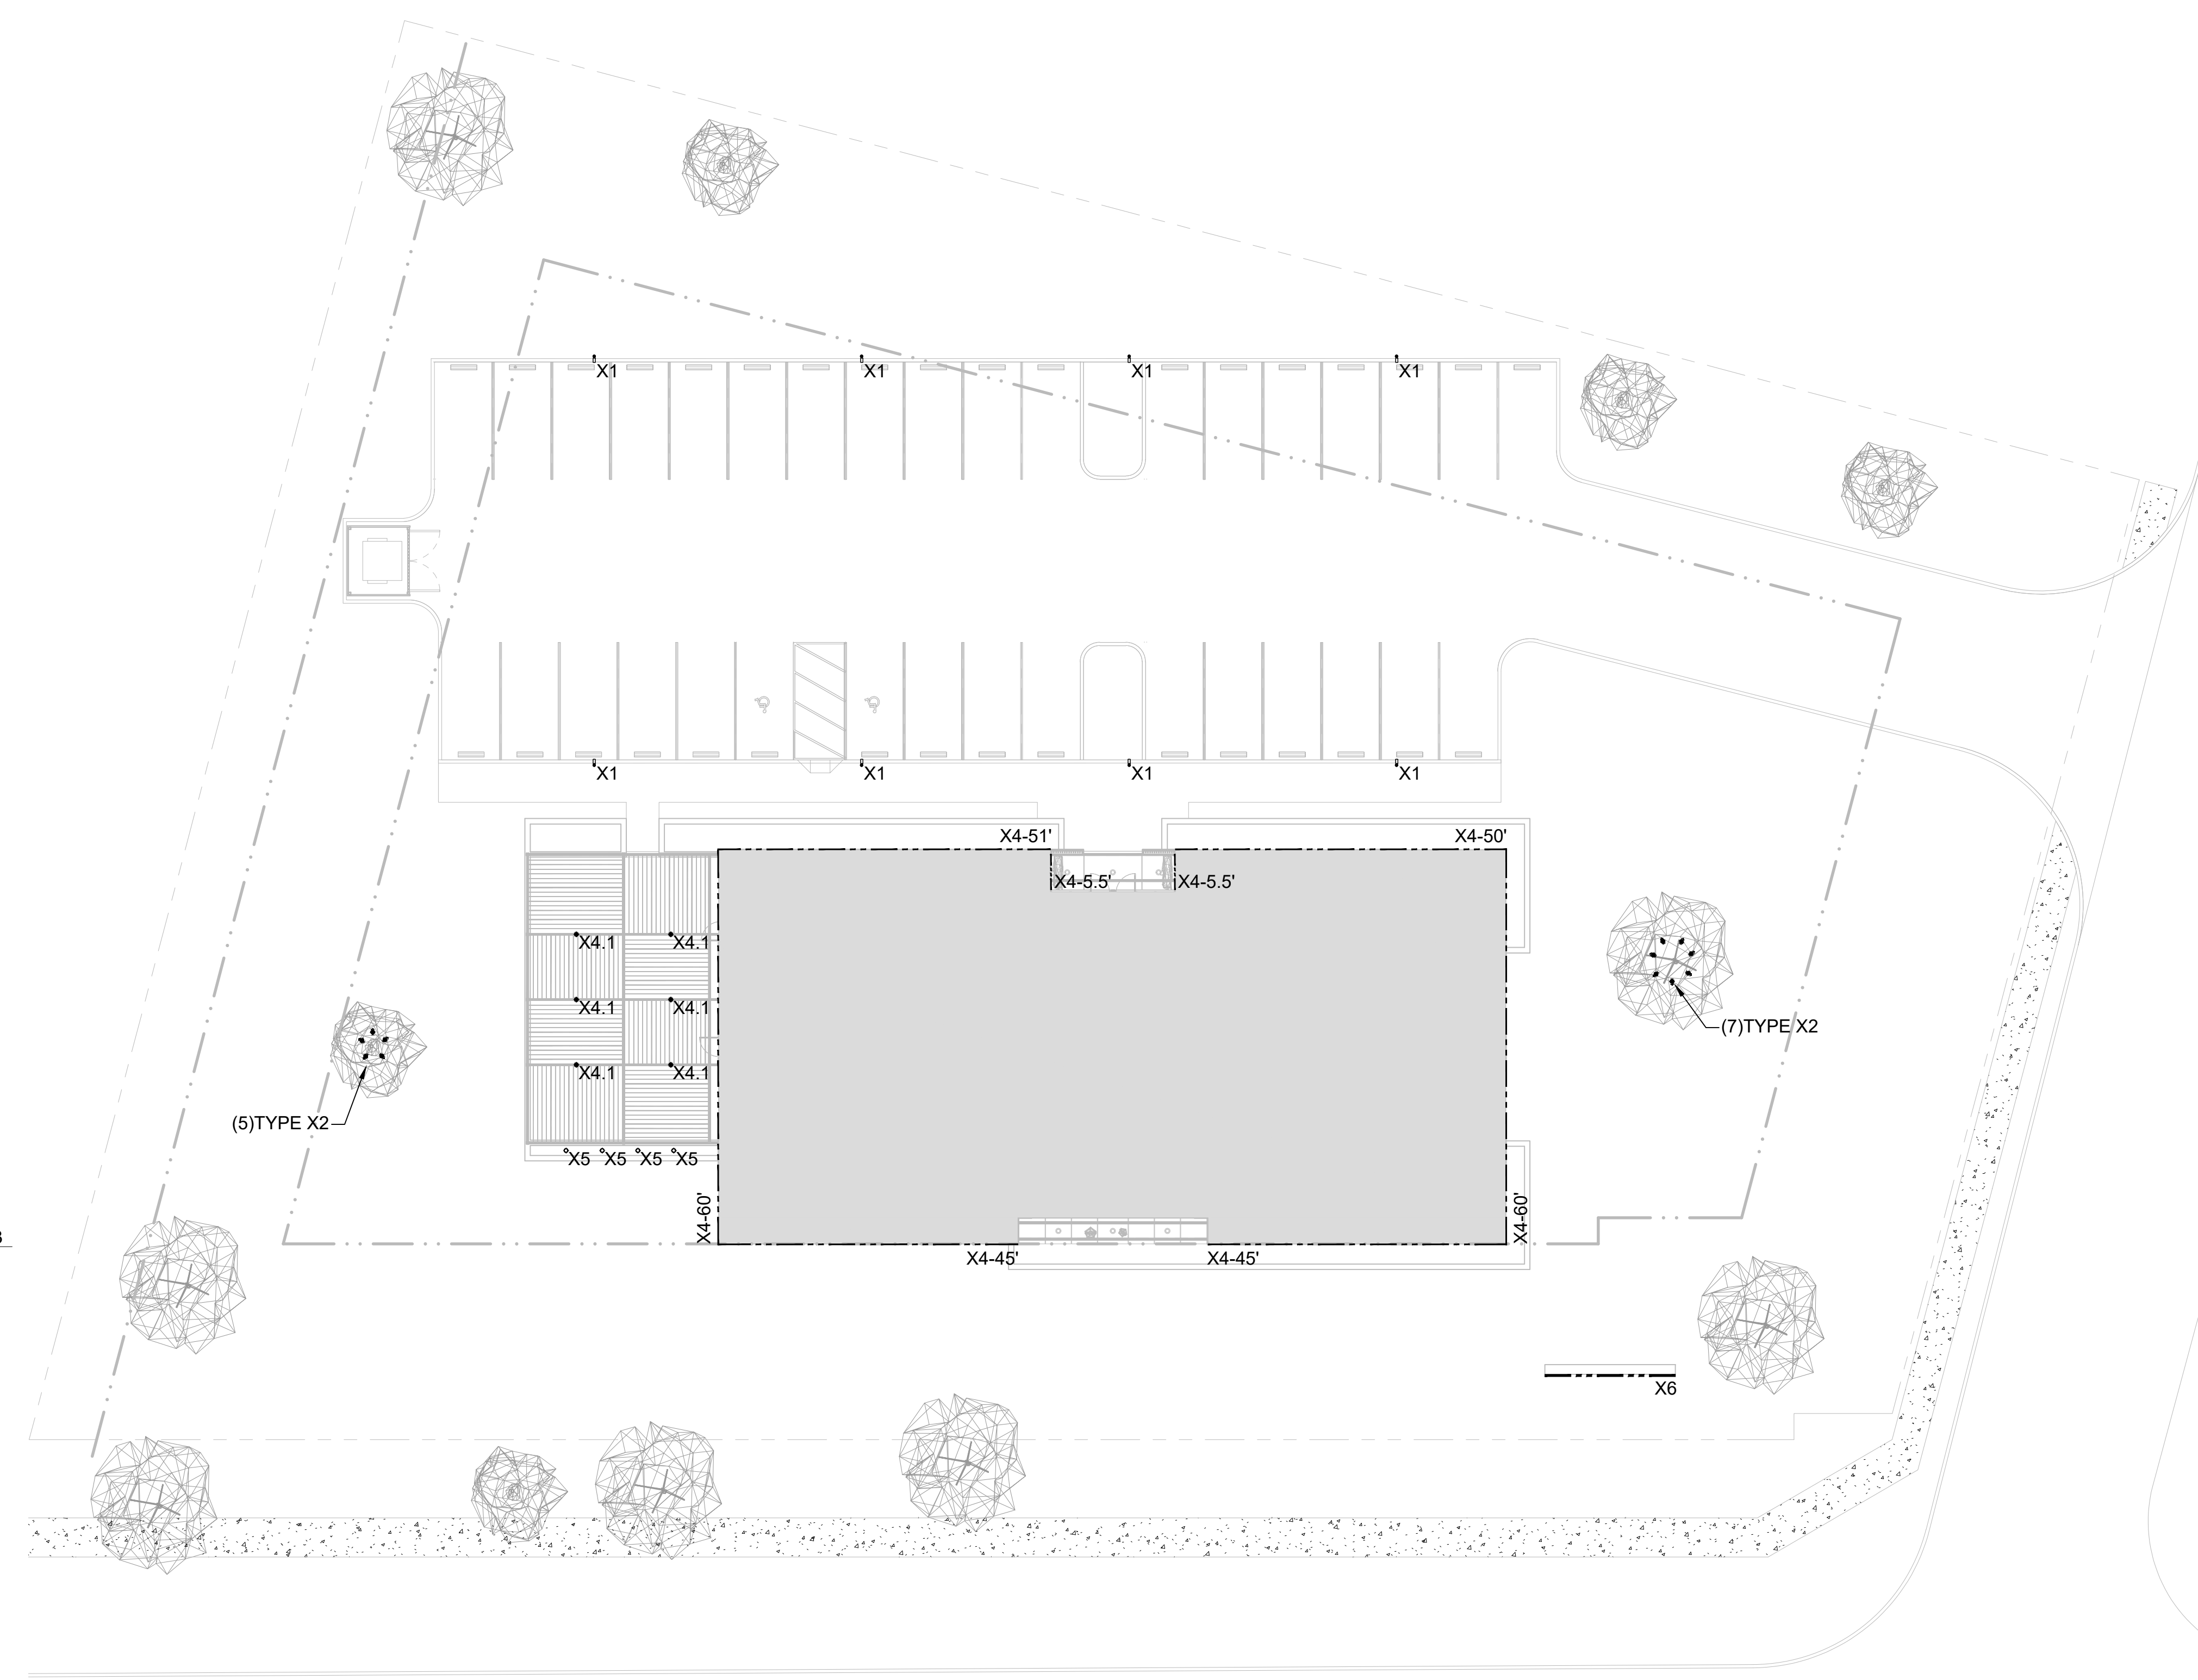 X1 X1 X1 X1
X1 X1 X1 X1
X4-51' X4-50'
X4-5.5' X4-5.5'
X4.1 X4.1
X4.1 X4.1
(7)TYPE X2
X4.1 X4.1
(5)TYPE X2
X5 X5 X5 X5
X4-60' X4-60'
X4-45' X4-45'
X6